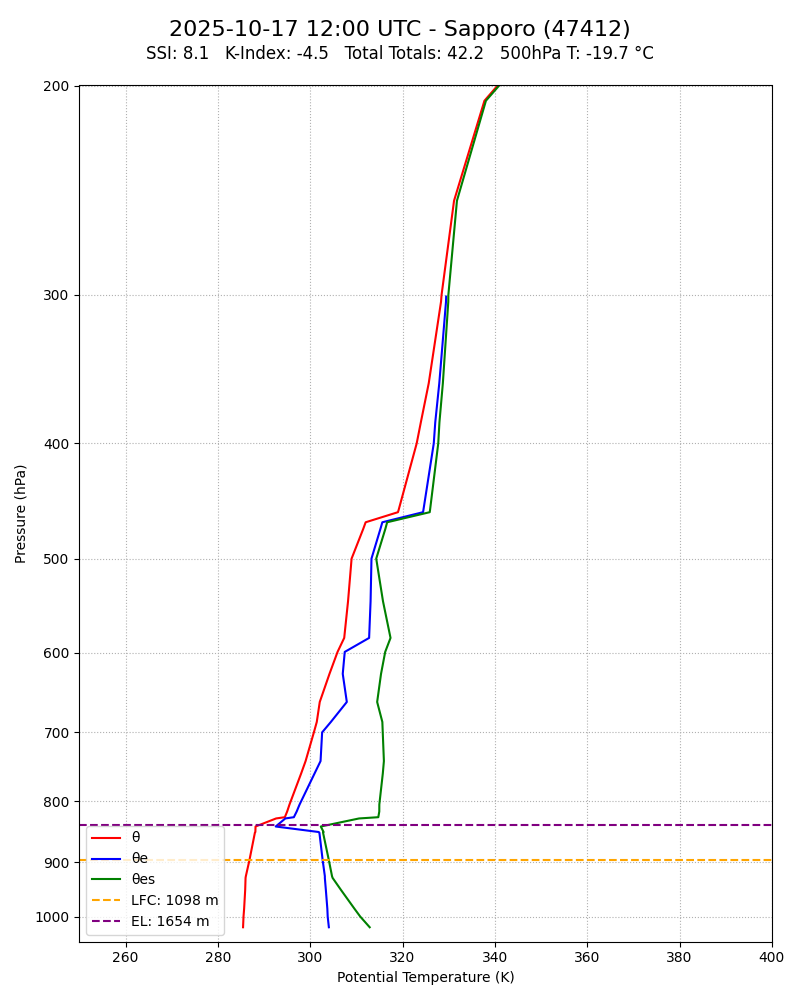 2025-10-17 12:00 UTC - Sapporo (47412)
SSI: 8.1   K-Index: -4.5   Total Totals: 42.2   500hPa T: -19.7 °C
200
300
400
500
600
700
800
900
1000
Pressure (hPa)
θ
θe
θes
LFC: 1098 m
EL: 1654 m
260 280 300 320 340 360 380 400
Potential Temperature (K)